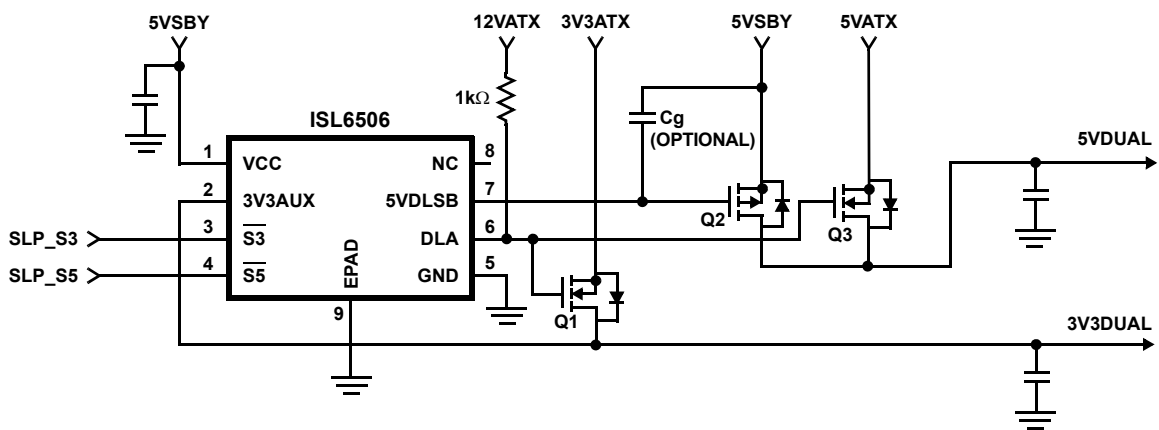 5VSBY
12VATX
3V3ATX
5VSBY
5VATX
1kΩ
ISL6506
Cg
(OPTIONAL)
1
VCC
NC
8
5VDUAL
2
3V3AUX
5VDLSB
7
Q2
Q3
SLP_S3
3
S3
DLA
6
SLP_S5
4
S5
EPAD
GND
5
9
Q1
3V3DUAL